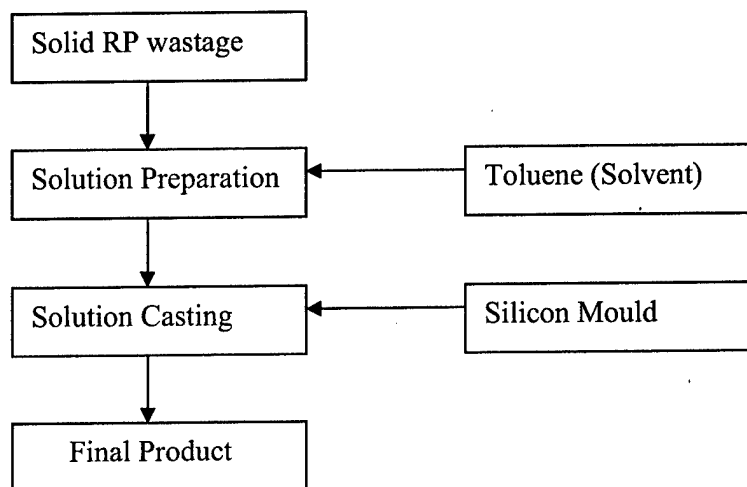 Solid RP wastage
Solution Preparation
Toluene (Solvent)
Solution Casting
Silicon Mould
Final Product